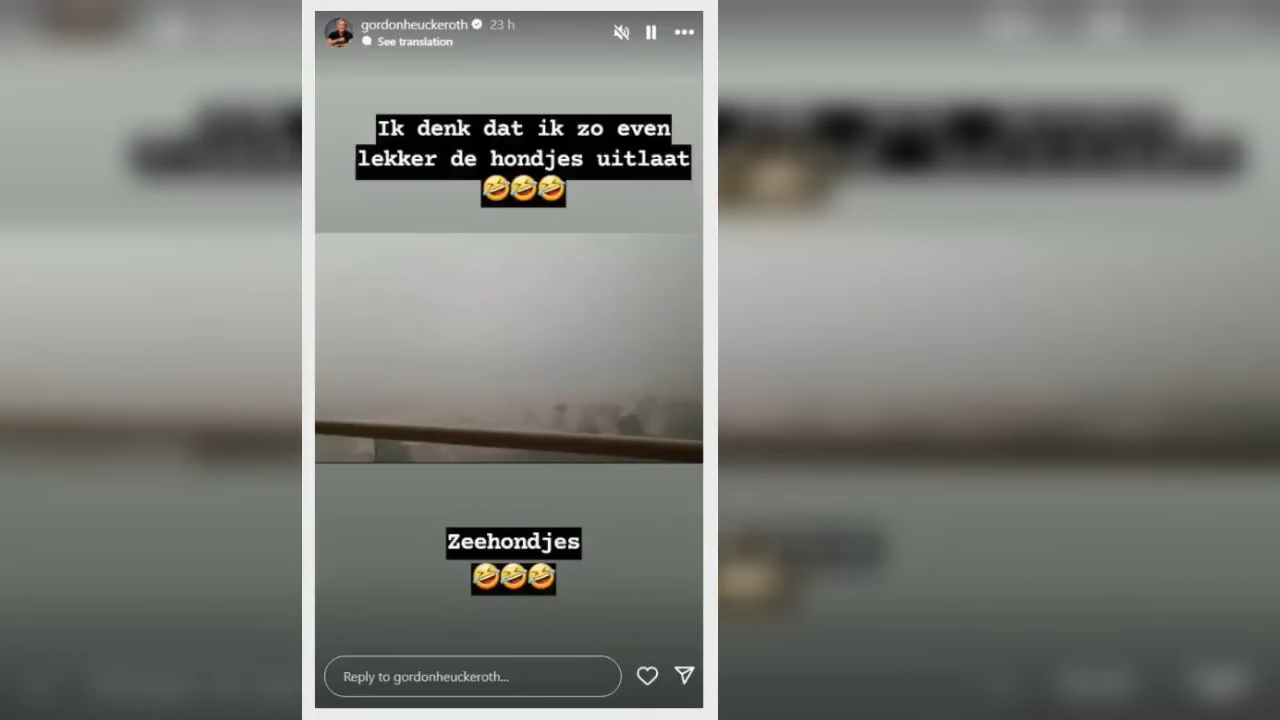 gordonheuckeroth 23 h
See translation
Ik denk dat ik zo even
lekker de hondjes uitlaat
🤣🤣🤣
Zeehondjes
🤣🤣🤣
Reply to gordonheuckeroth...